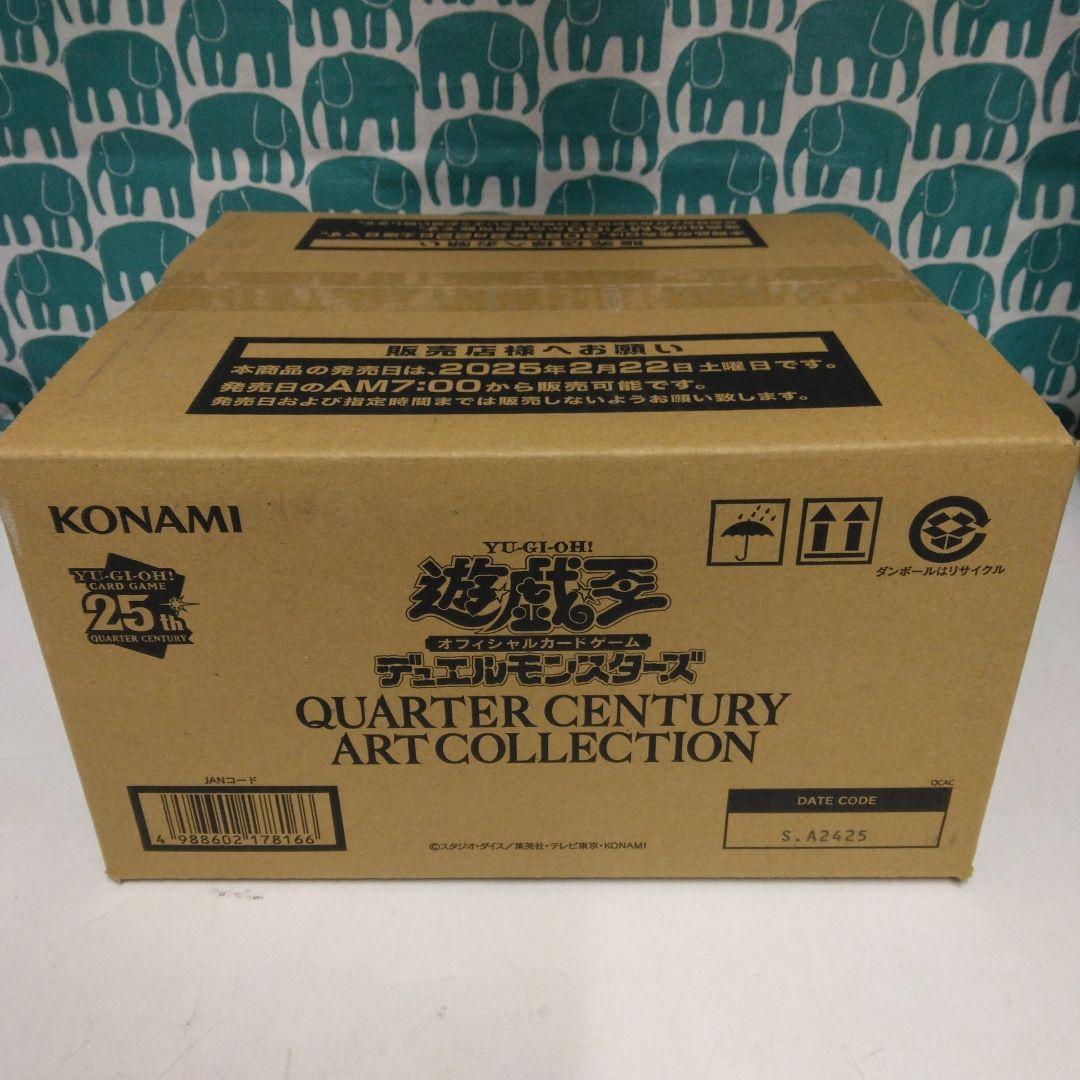 販売店様へお願い
販売店様へお願い
本商品の発売日は、2025年2月22日土曜日です。
発売日のAM7:00から販売可能です。
発売日および指定時間までは販売しないようお願い致します。
KONAMI
YU-GI-OH!
CARD GAME
25th
QUARTER CENTURY
YU-GI-OH!
遊戯王
オフィシャルカードゲーム
デュエルモンスターズ
QUARTER CENTURY
ART COLLECTION
ダンボールはリサイクル
JANコード
4 988602 178166
©スタジオ・ダイス/集英社・テレビ東京・KONAMI
QCAC
DATE CODE
S.A2425